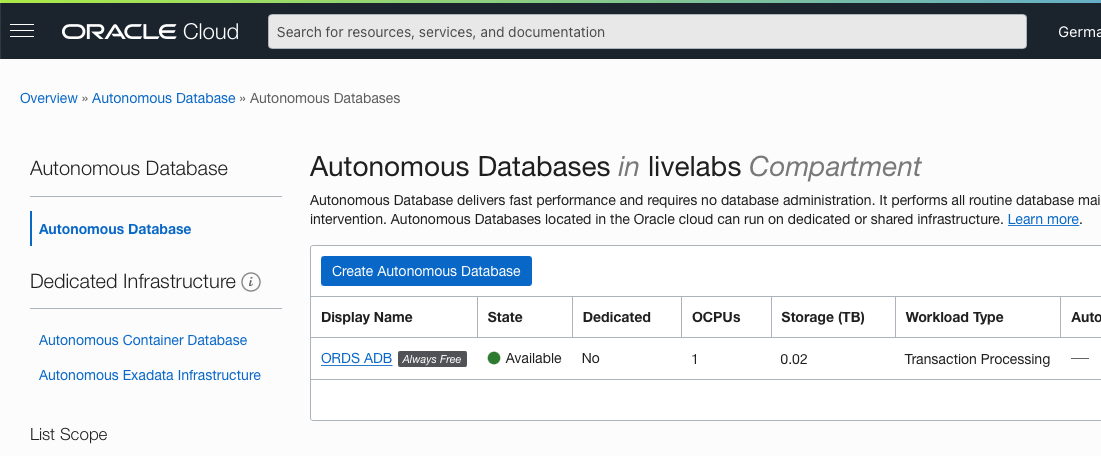 ORACLE Cloud
Search for resources, services, and documentation
Overview » Autonomous Database » Autonomous Databases
Autonomous Database
Autonomous Database
Dedicated Infrastructure i
Autonomous Container Database
Autonomous Exadata Infrastructure
List Scope
Autonomous Databases in livelabs Compartment
Autonomous Database delivers fast performance and requires no database administration. It performs all routine database
intervention. Autonomous Databases located in the Oracle cloud can run on dedicated or shared infrastructure. Learn more.
Create Autonomous Database
Display Name State Dedicated OCPUs Storage (TB) Workload Type
ORDS ADB Always Free Available No 1 0.02 Transaction Processing —